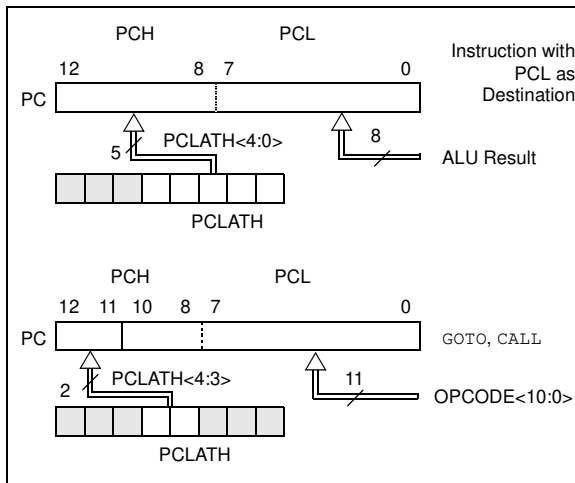 PCH PCL
12 8 7 0
Instruction with
PCL as
Destination
PC
5 PCLATH<4:0> 8
ALU Result
PCLATH
PCH PCL
12 11 10 8 7 0
PC GOTO, CALL
2 PCLATH<4:3> 11
OPCODE<10:0>
PCLATH